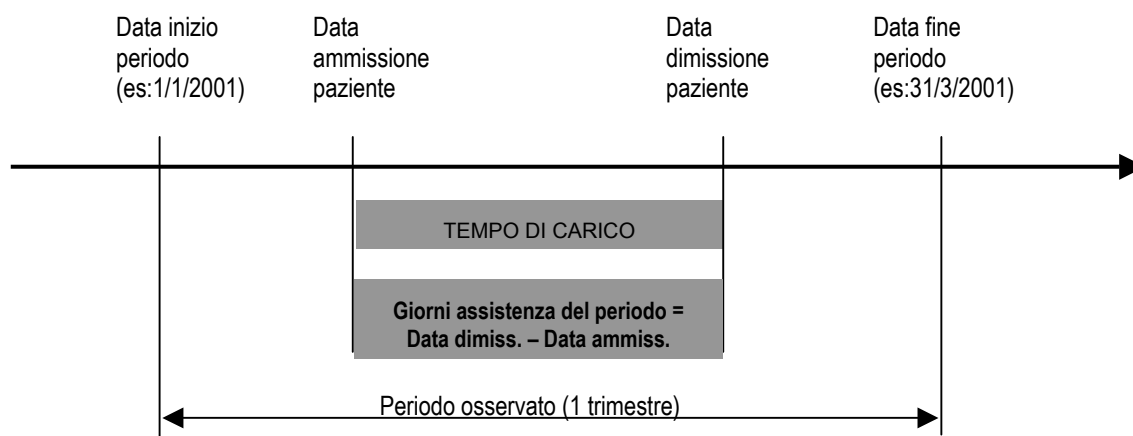 Data inizio
periodo
(es:1/1/2001)
Data
ammissione
paziente
Data
dimissione
paziente
Data fine
periodo
(es:31/3/2001)
TEMPO DI CARICO
Giorni assistenza del periodo =
Data dimiss. – Data ammiss.
Periodo osservato (1 trimestre)